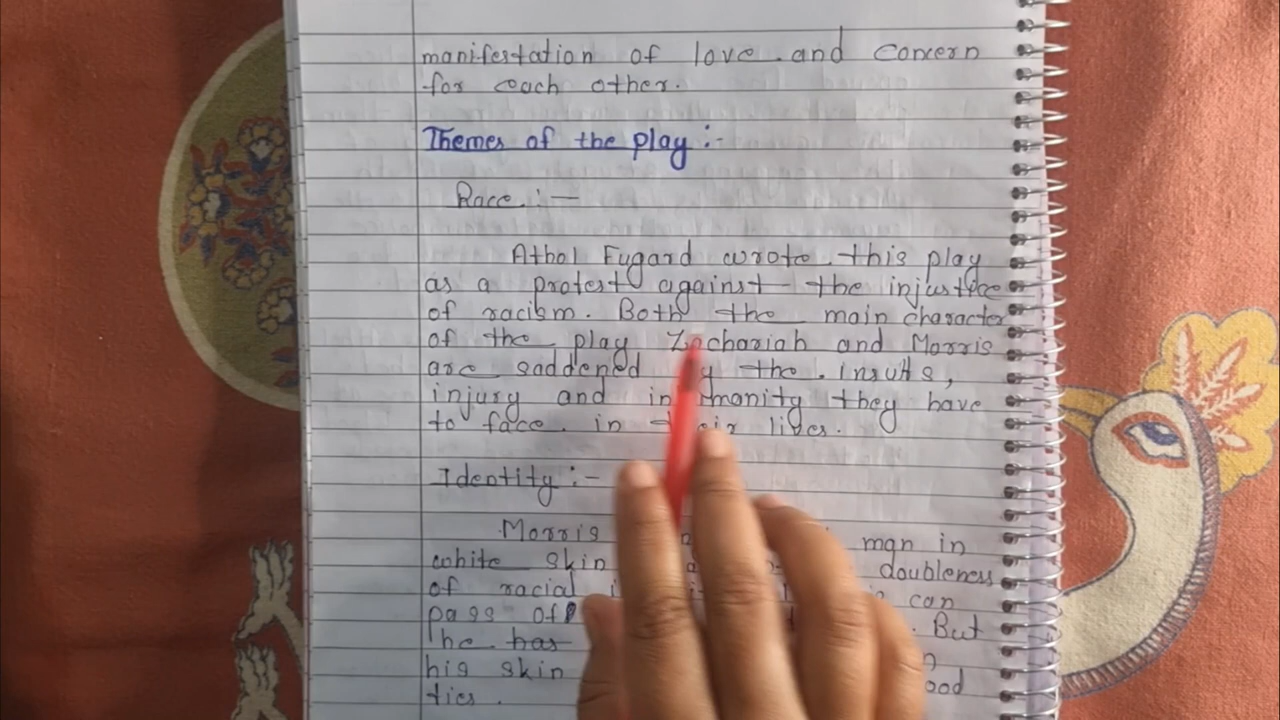 manifestation of love and concern
for each other.
Themes of the play :-
Race :-
Athol Fugard wrote this play
as a protest against the injustice
of racism. Both the main character
of the play Zachariah and Morris
are saddened the insults,
injury and they have
to face in their lives.
Identity :-
Morris man in
white skin doubleness
of racial can
pass off But
he has
his skin
ties.